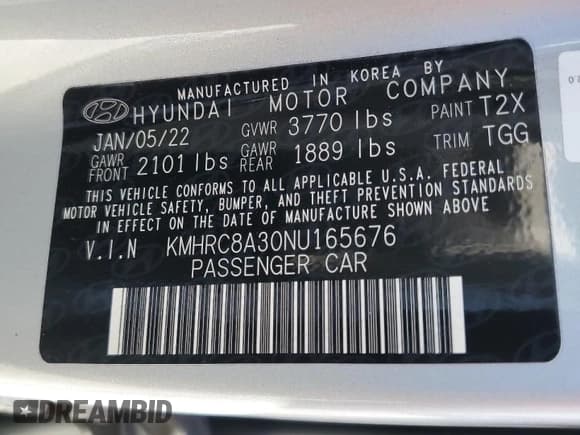 MANUFACTURED IN KOREA BY
HYUNDAI MOTOR COMPANY
JAN/05/22 GVWR 3770 lbs PAINT T2X
GAWR FRONT 2101 lbs GAWR REAR 1889 lbs TRIM TGG
THIS VEHICLE CONFORMS TO ALL APPLICABLE U.S.A. FEDERAL
MOTOR VEHICLE SAFETY, BUMPER, AND THEFT PREVENTION STANDARDS
IN EFFECT ON THE DATE OF MANUFACTURE SHOWN ABOVE.
V.I.N KMHRC8A30NU165676
PASSENGER CAR
DREAMBID